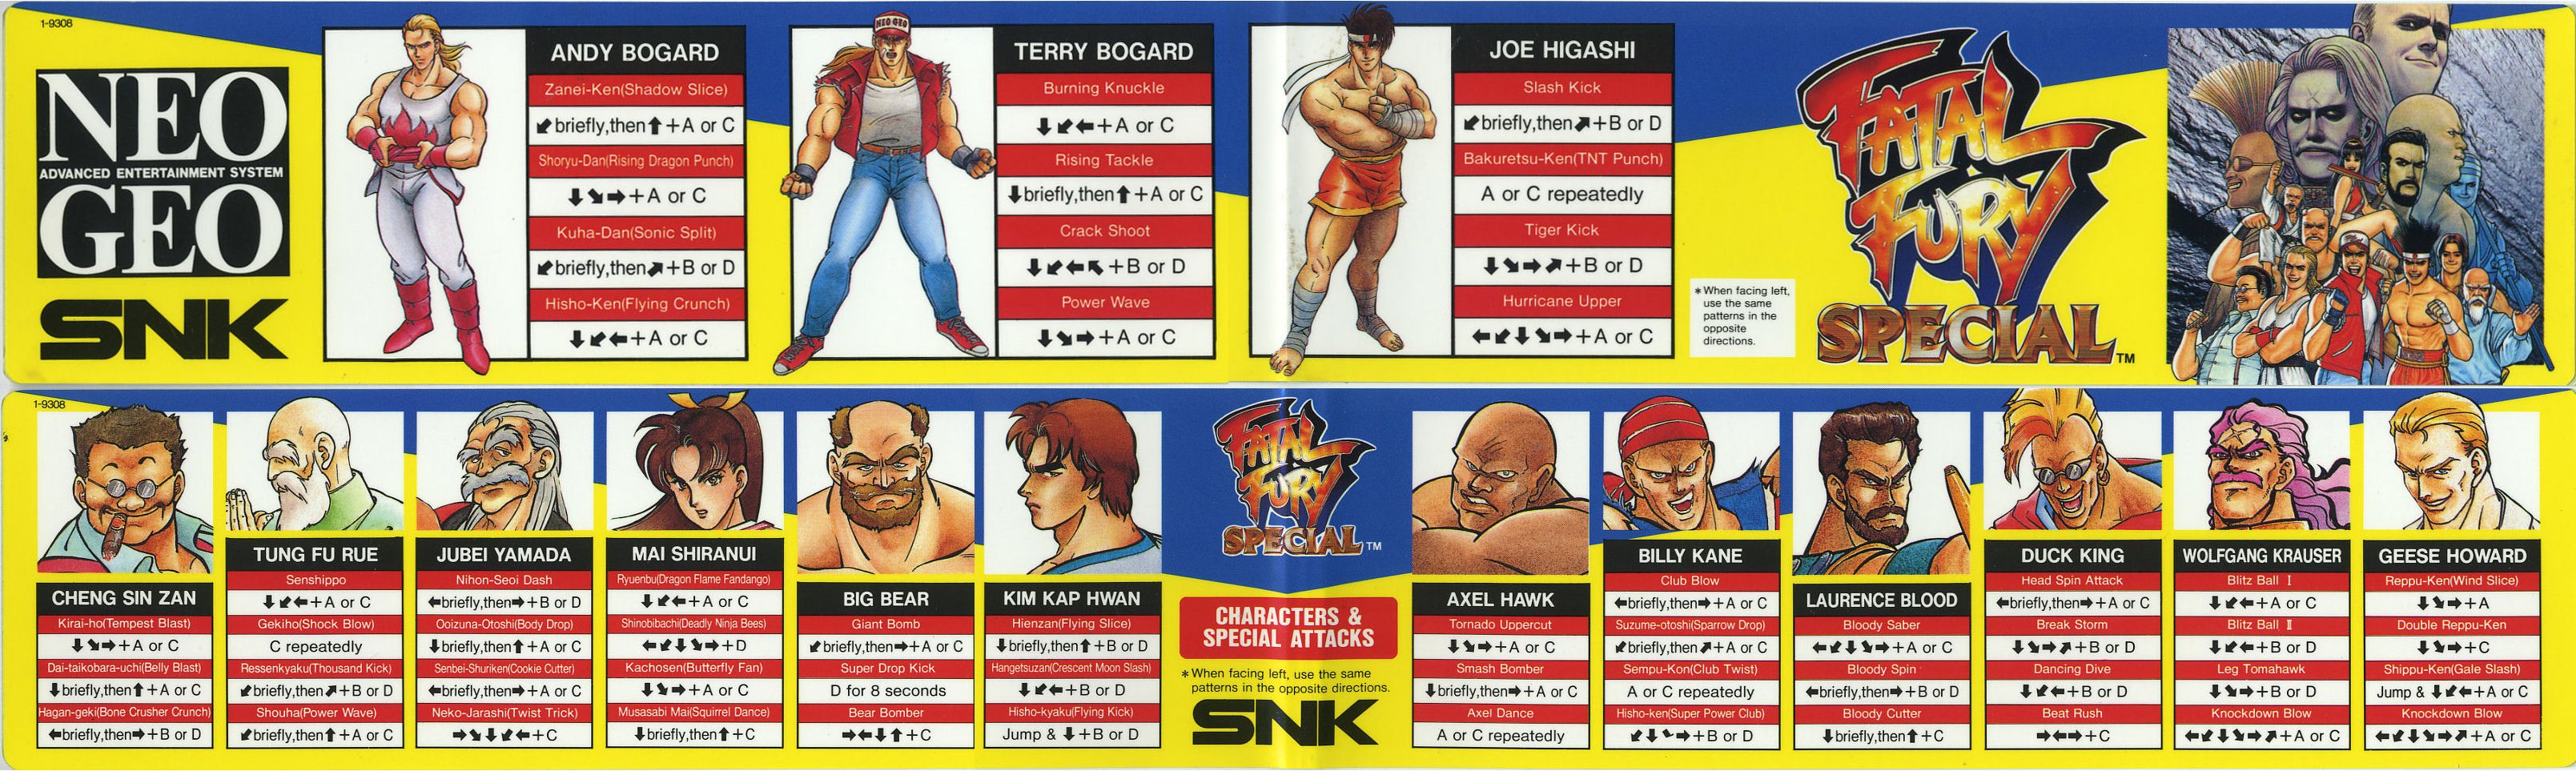 1-9308
NEO
ADVANCED ENTERTAINMENT SYSTEM
GEO
SNK
ANDY BOGARD
Zanei-Ken(Shadow Slice)
↙briefly,then⬆+A or C
Shoryu-Dan(Rising Dragon Punch)
⬇↘➡+A or C
Kuha-Dan(Sonic Split)
↙briefly,then↗+B or D
Hisho-Ken(Flying Crunch)
⬇↙⬅+A or C
NEO GEO
TERRY BOGARD
Burning Knuckle
⬇↙⬅+A or C
Rising Tackle
⬇briefly,then⬆+A or C
Crack Shoot
⬇↙⬅↖+B or D
Power Wave
⬇↘➡+A or C
JOE HIGASHI
Slash Kick
↙briefly,then↗+B or D
Bakuretsu-Ken(TNT Punch)
A or C repeatedly
Tiger Kick
⬇↘➡↗+B or D
Hurricane Upper
⬅↙⬇↘➡+A or C
*When facing left,
use the same
patterns in the
opposite
directions.
FATAL
FURY
SPECIAL™
1-9308
CHENG SIN ZAN
Kirai-ho(Tempest Blast)
⬇↘➡+A or C
Dai-taikobara-uchi(Belly Blast)
⬇briefly,then⬆+A or C
Hagan-geki(Bone Crusher Crunch)
⬅briefly,then➡+B or D
TUNG FU RUE
Senshippo
⬇↙⬅+A or C
Gekiho(Shock Blow)
C repeatedly
Ressenkyaku(Thousand Kick)
↙briefly,then↗+B or D
Shouha(Power Wave)
↙briefly,then⬆+A or C
JUBEI YAMADA
Nihon-Seoi Dash
⬅briefly,then➡+B or D
Ooizuna-Otoshi(Body Drop)
⬇briefly,then⬆+A or C
Senbei-Shuriken(Cookie Cutter)
⬅briefly,then➡+A or C
Neko-Jarashi(Twist Trick)
➡↘⬇↙⬅+C
MAI SHIRANUI
Ryuenbu(Dragon Flame Fandango)
⬇↙⬅+A or C
Shinobibachi(Deadly Ninja Bees)
⬅↙⬇↘➡+D
Kachosen(Butterfly Fan)
⬇↘➡+A or C
Musasabi Mai(Squirrel Dance)
⬇briefly,then⬆+C
BIG BEAR
Giant Bomb
↙briefly,then➡+A or C
Super Drop Kick
D for 8 seconds
Bear Bomber
➡⬅⬇⬆+C
KIM KAP HWAN
Hienzan(Flying Slice)
⬇briefly,then⬆+B or D
Hangetsuzan(Crescent Moon Slash)
⬇↙⬅+B or D
Hisho-kyaku(Flying Kick)
Jump & ⬇+B or D
FATAL
FURY
SPECIAL™
CHARACTERS &
SPECIAL ATTACKS
*When facing left, use the same
patterns in the opposite directions.
SNK
AXEL HAWK
Tornado Uppercut
⬇↘➡+A or C
Smash Bomber
⬇briefly,then➡+A or C
Axel Dance
A or C repeatedly
BILLY KANE
Club Blow
⬅briefly,then➡+A or C
Suzume-otoshi(Sparrow Drop)
↙briefly,then↗+A or C
Sempu-Kon(Club Twist)
A or C repeatedly
Hisho-ken(Super Power Club)
↙⬇↘➡+B or D
LAURENCE BLOOD
Bloody Saber
⬅↙⬇↘➡+A or C
Bloody Spin
⬅briefly,then➡+B or D
Bloody Cutter
⬇briefly,then⬆+C
DUCK KING
Head Spin Attack
⬅briefly,then➡+A or C
Break Storm
⬇↘➡↗+B or D
Dancing Dive
⬇↙⬅+B or D
Beat Rush
➡⬅➡+C
WOLFGANG KRAUSER
Blitz Ball Ⅰ
⬇↙⬅+A or C
Blitz Ball Ⅱ
⬇↙⬅+B or D
Leg Tomahawk
⬇↘➡+B or D
Knockdown Blow
⬅↙⬇↘➡↗+A or C
GEESE HOWARD
Reppu-Ken(Wind Slice)
⬇↘➡+A
Double Reppu-Ken
⬇↘➡+C
Shippu-Ken(Gale Slash)
Jump & ⬇↙⬅+A or C
Knockdown Blow
⬅↙⬇↘➡↗+A or C